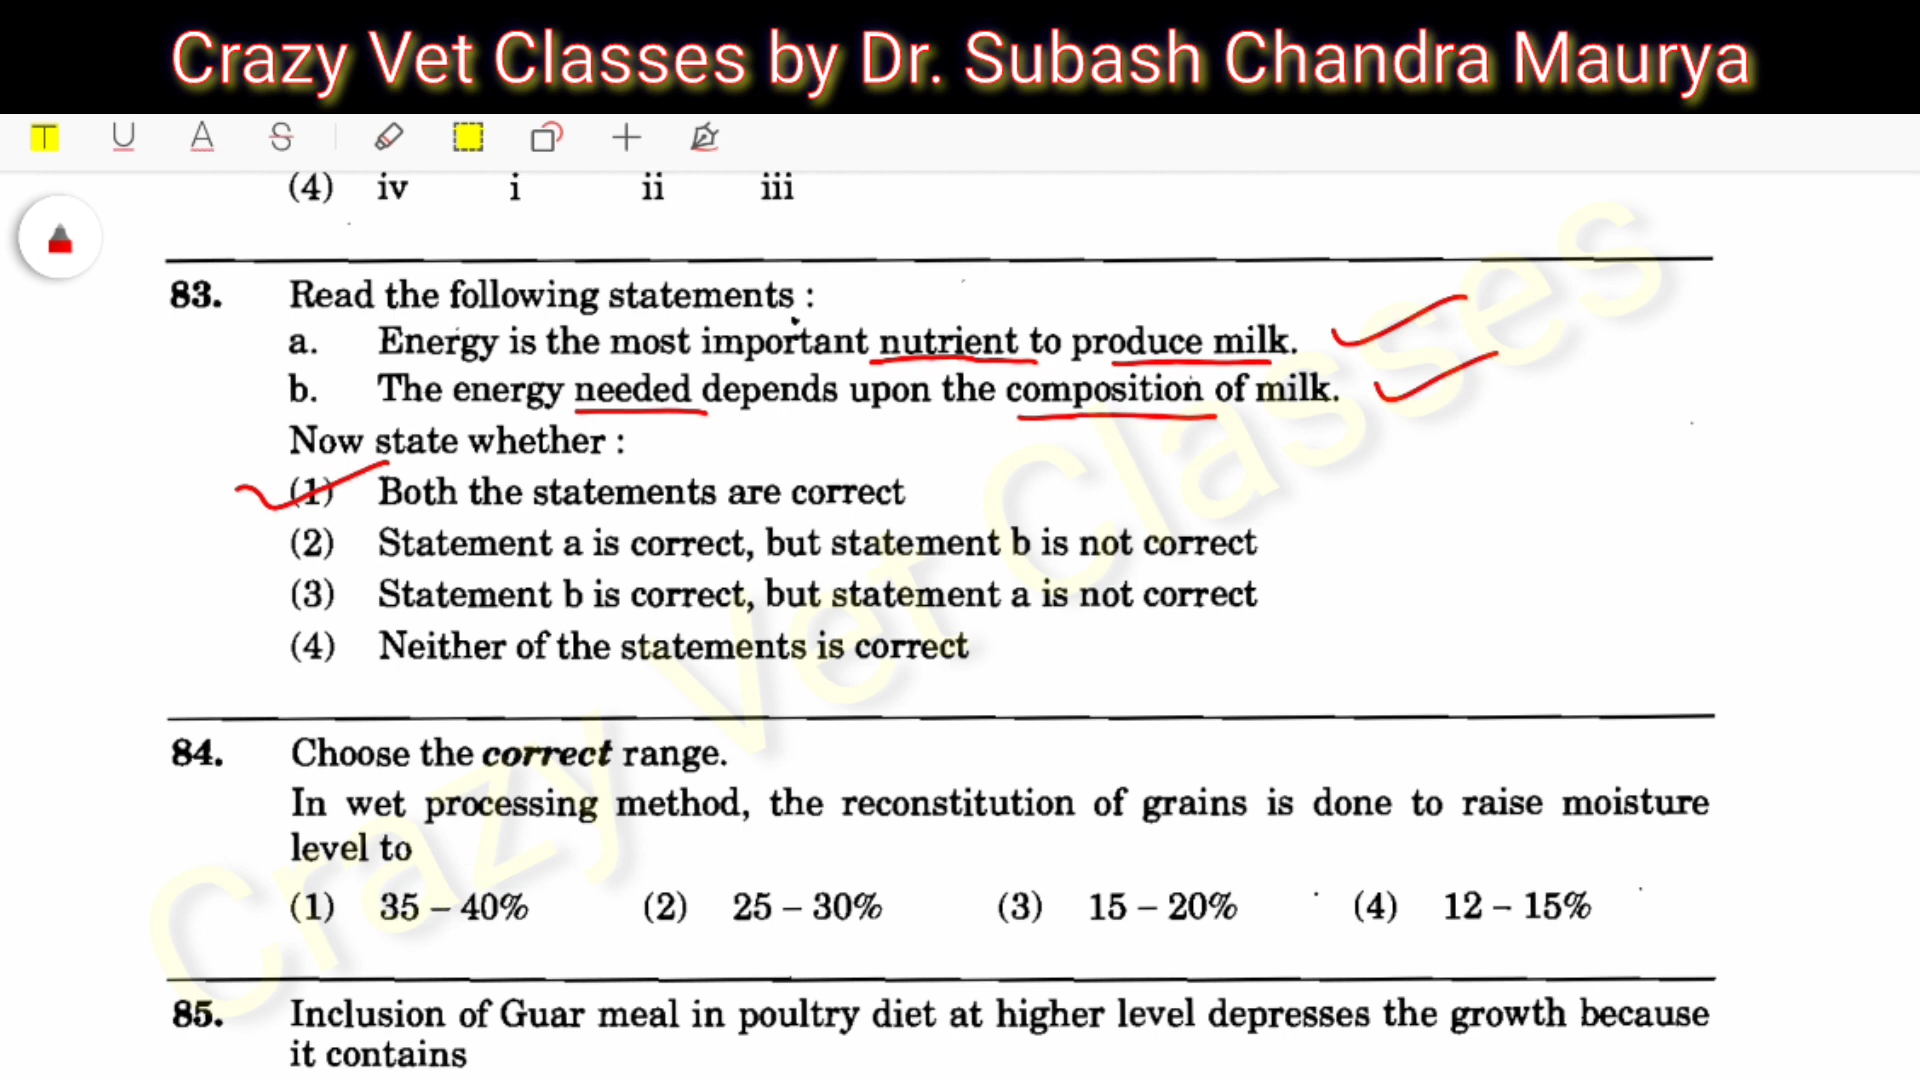 Crazy Vet Classes by Dr. Subash Chandra Maurya
T U A S
(4) iv i ii iii
83. Read the following statements :
a. Energy is the most important nutrient to produce milk.
b. The energy needed depends upon the composition of milk.
Now state whether :
(1) Both the statements are correct
(2) Statement a is correct, but statement b is not correct
(3) Statement b is correct, but statement a is not correct
(4) Neither of the statements is correct
84. Choose the correct range.
In wet processing method, the reconstitution of grains is done to raise moisture
level to
(1) 35 – 40% (2) 25 – 30% (3) 15 – 20% (4) 12 – 15%
85. Inclusion of Guar meal in poultry diet at higher level depresses the growth because
it contains
Crazy Vet Classes